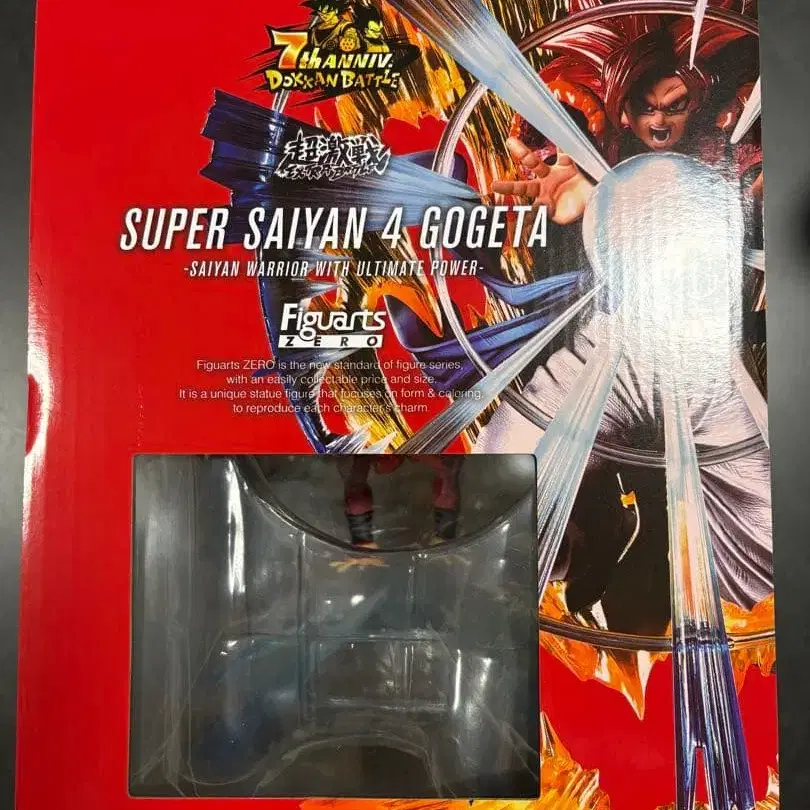 7th ANNIV.
DOKKAN BATTLE
超激戦
EXTRA BATTLE
SUPER SAIYAN 4 GOGETA
-SAIYAN WARRIOR WITH ULTIMATE POWER-
Figuarts
ZERO
Figuarts ZERO is the new standard of figure series,
with an easily collectable price and size.
It is a unique statue figure that focuses on form & coloring,
to reproduce each character's charm.